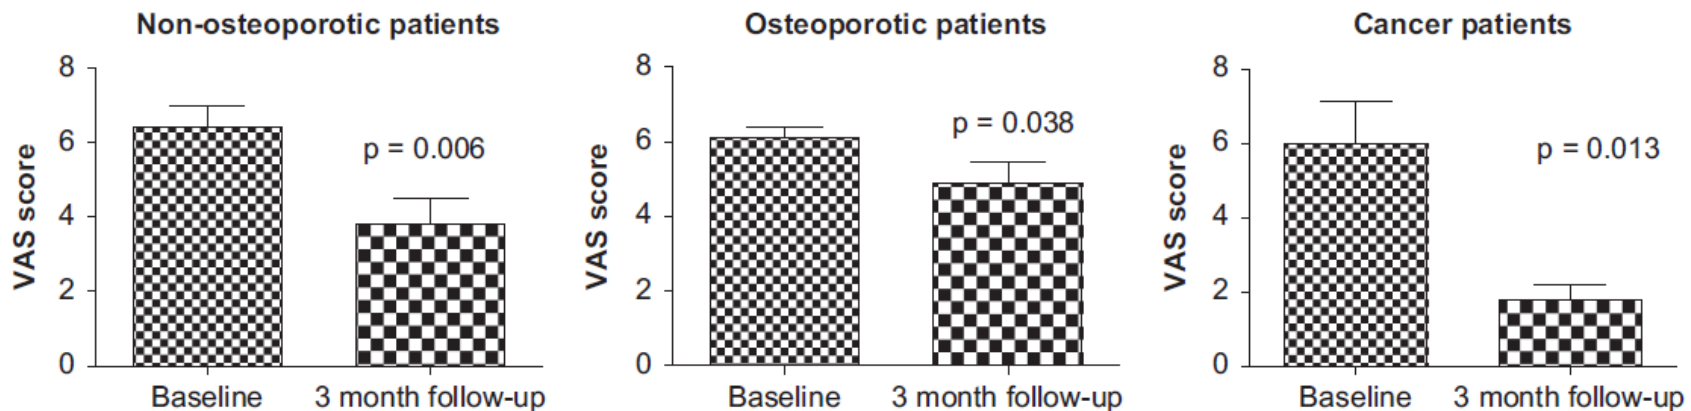 Non-osteoporotic patients
VAS score
8
6
4
2
0
p = 0.006
Baseline
3 month follow-up
Osteoporotic patients
VAS score
8
6
4
2
0
p = 0.038
Baseline
3 month follow-up
Cancer patients
VAS score
8
6
4
2
0
p = 0.013
Baseline
3 month follow-up